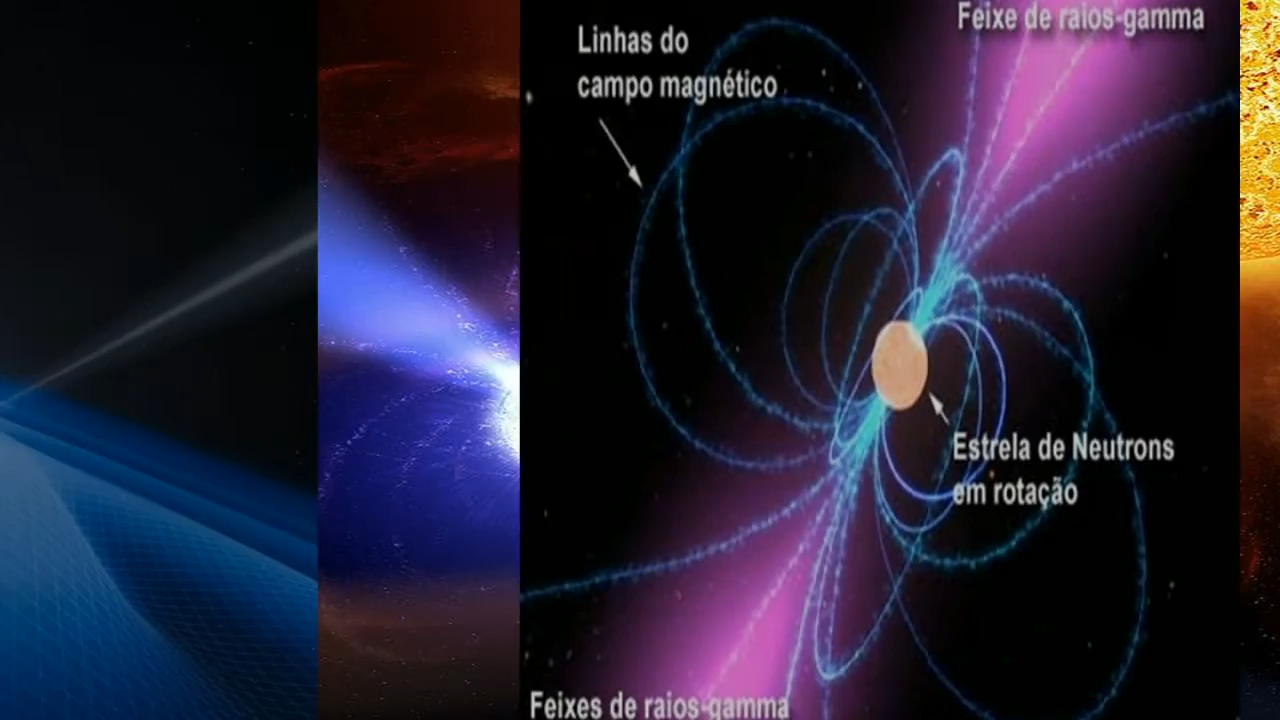 Feixe de raios-gamma
Linhas do
campo magnético
Estrela de Neutrons
em rotação
Feixes de raios-gamma